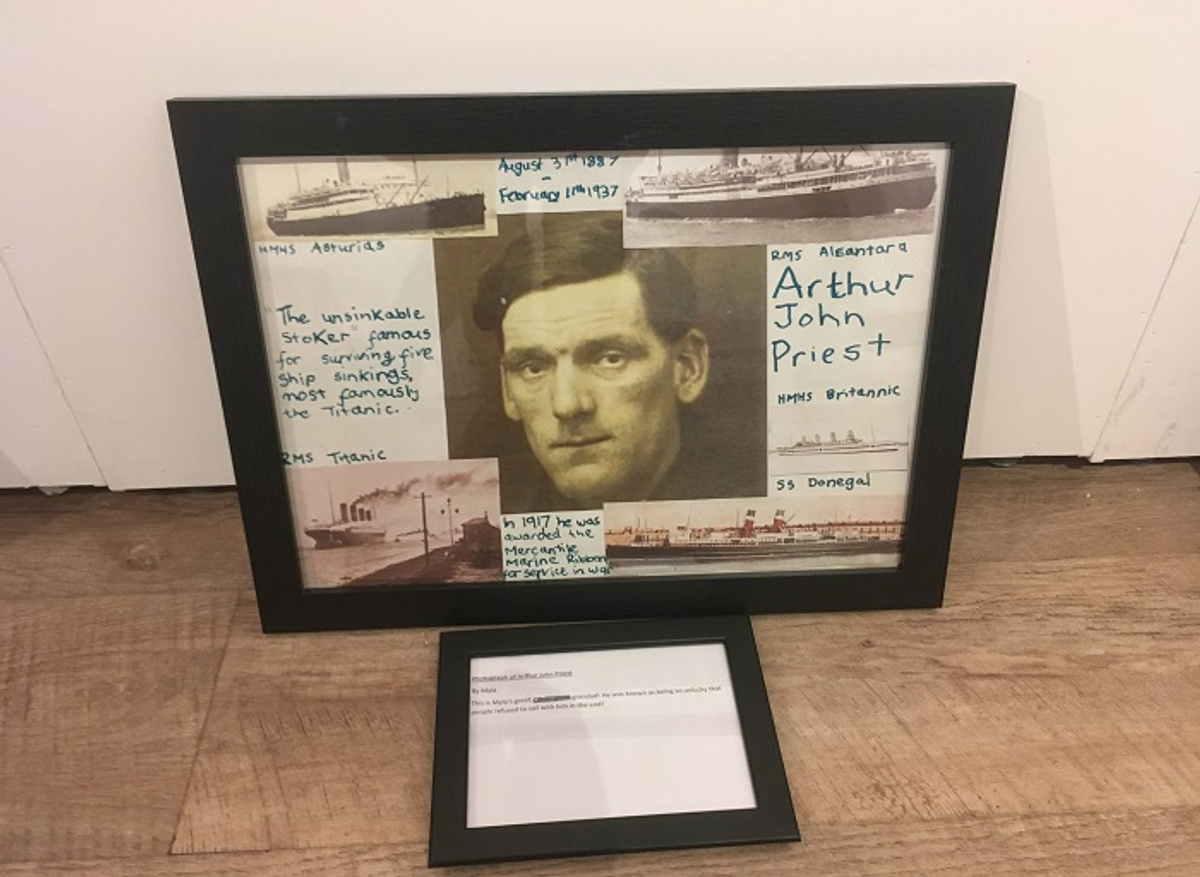 August 31st 1887
-
February 11th 1937
HMHS Asturias
RMS Alcantara
"The unsinkable
Stoker" famous
for surviving five
ship sinkings,
most famously
the Titanic.
Arthur
John
Priest
HMHS Britannic
RMS Titanic
SS Donegal
In 1917 he was
awarded the
Mercantile
Marine Ribbon
for service in war
Photograph of Arthur John Priest
By Myla
This is Myla's great grandad! He was known as being so unlucky that
people refused to sail with him in the end!